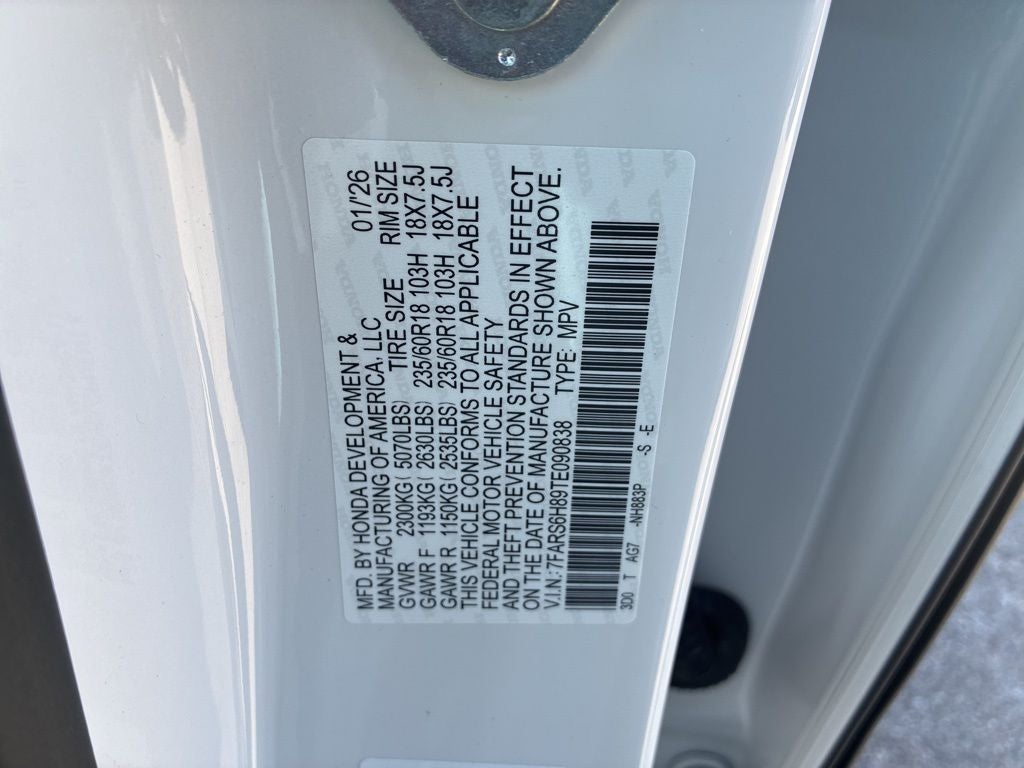 MFD. BY HONDA DEVELOPMENT & 01/'26
MANUFACTURING OF AMERICA, LLC
TIRE SIZE RIM SIZE
GVWR 2300KG ( 5070LBS)
GAWR F 1193KG ( 2630LBS) 235/60R18 103H 18X7.5J
GAWR R 1150KG ( 2535LBS) 235/60R18 103H 18X7.5J
THIS VEHICLE CONFORMS TO ALL APPLICABLE
FEDERAL MOTOR VEHICLE SAFETY
AND THEFT PREVENTION STANDARDS IN EFFECT
ON THE DATE OF MANUFACTURE SHOWN ABOVE.
V.I.N.: 7FARS6H89TE090838 TYPE: MPV
3D0 T AG7 -NH883P -S -E